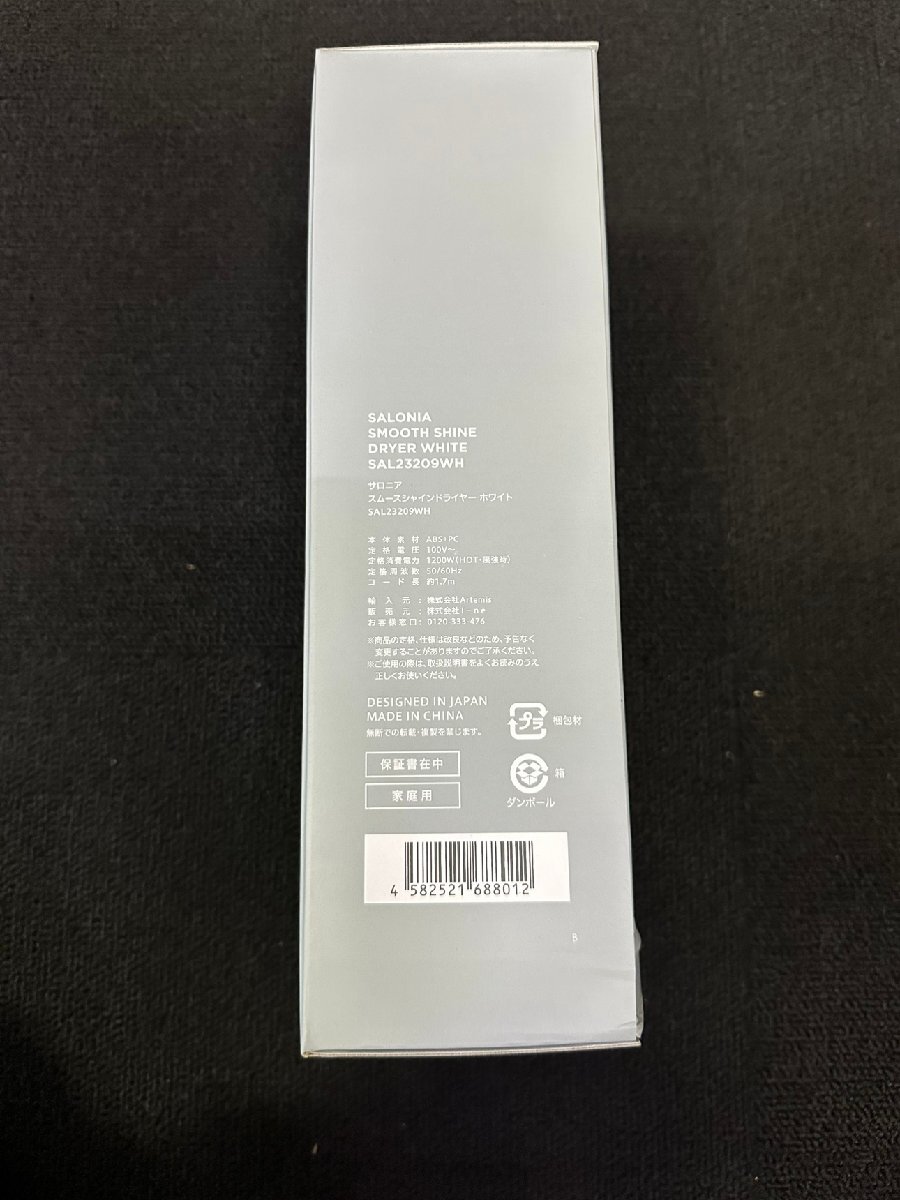 SALONIA
SMOOTH SHINE
DRYER WHITE
SAL23209WH
サロニア
スムースシャインドライヤー ホワイト
SAL23209WH
本体素材 ABS・PC
定格電圧 100V~
定格消費電力 1200W(HOT・風強時)
定格周波数 50/60Hz
コード長 約1.7m
輸入元:株式会社Artemis
販売元:株式会社I-ne
お客様窓口:0120-333-476
※商品の定格、仕様は改良などのため、予告なく
変更することがありますのでご了承ください。
※ご使用の際は、取扱説明書をよくお読みのうえ
正しくお使いください。
DESIGNED IN JAPAN
MADE IN CHINA
無断での転載・複製を禁じます。
プラ 梱包材
保証書在中
箱
家庭用
ダンボール
4 582521 688012
B